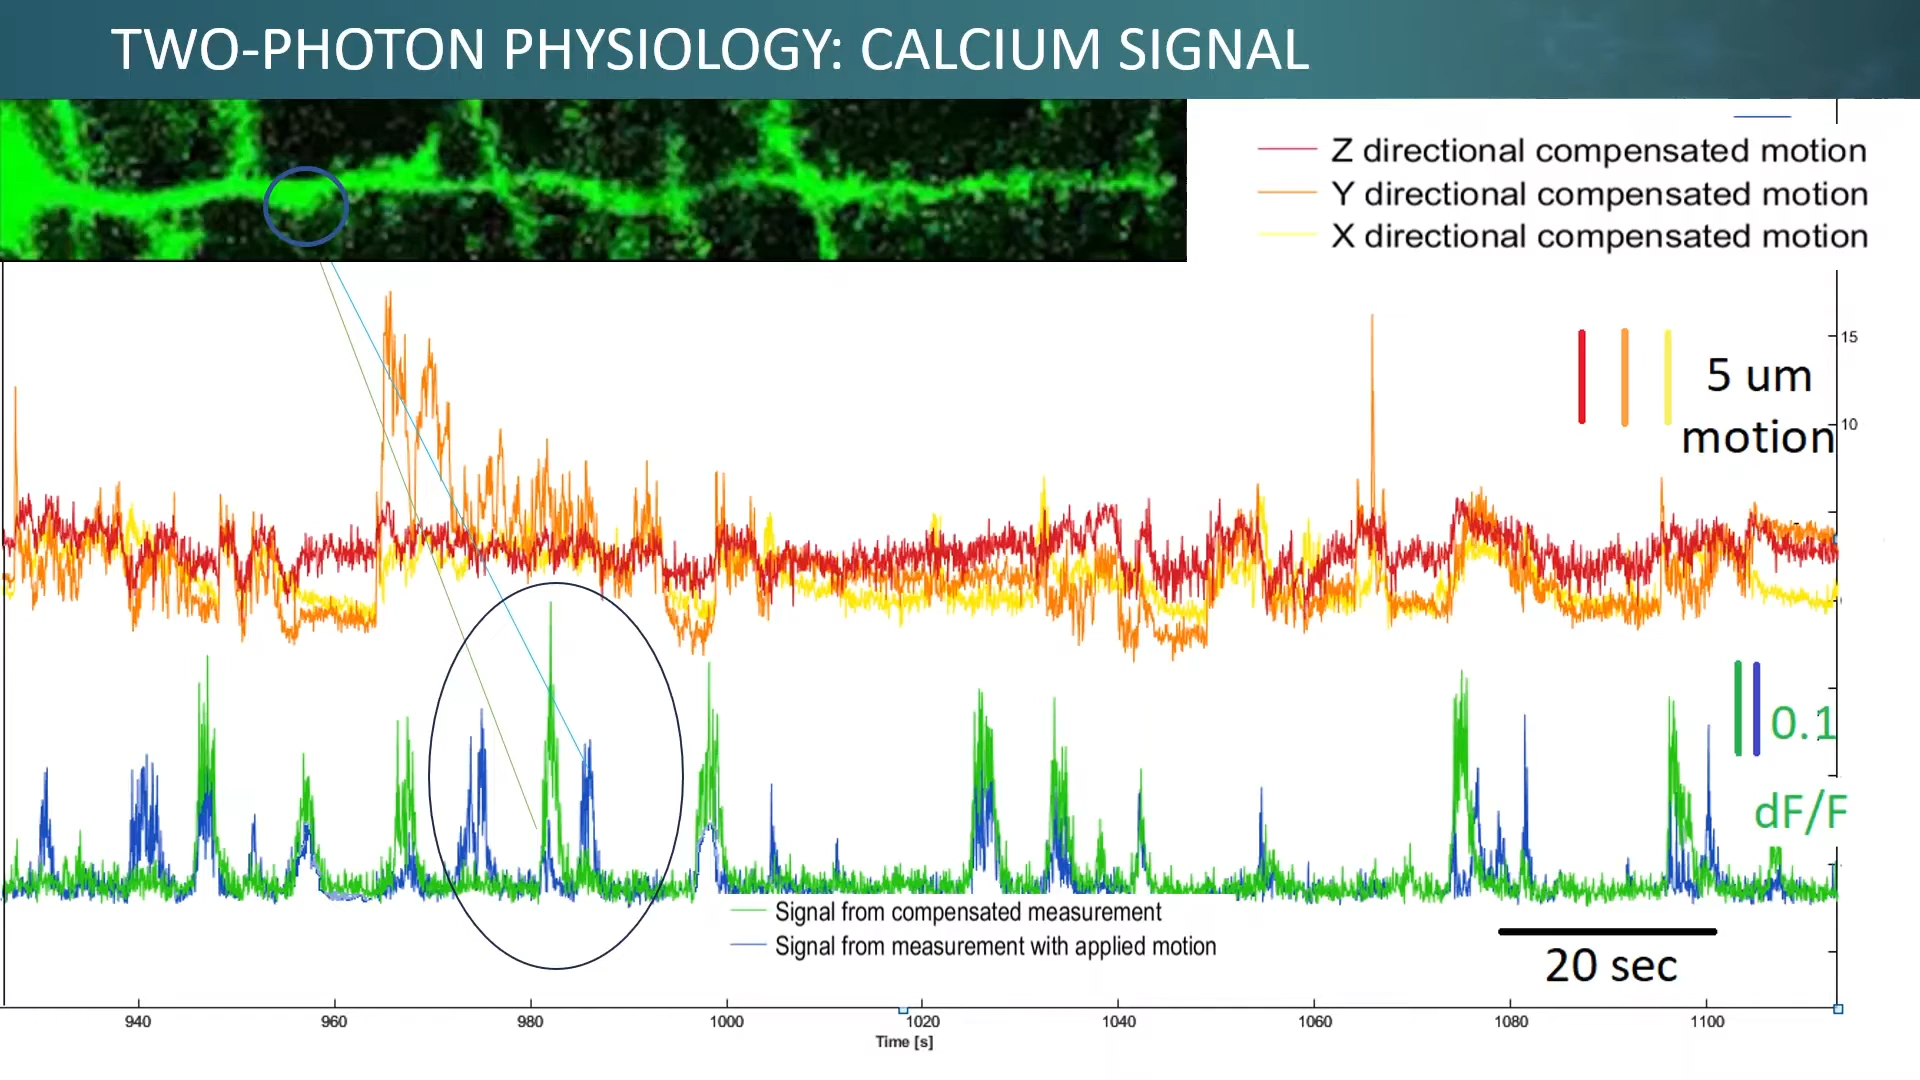 TWO-PHOTON PHYSIOLOGY: CALCIUM SIGNAL
Z directional compensated motion
Y directional compensated motion
X directional compensated motion
15
5 um
motion
10
0.1
dF/F
Signal from compensated measurement
Signal from measurement with applied motion
20 sec
940 960 980 1000 1020 1040 1060 1080 1100
Time [s]